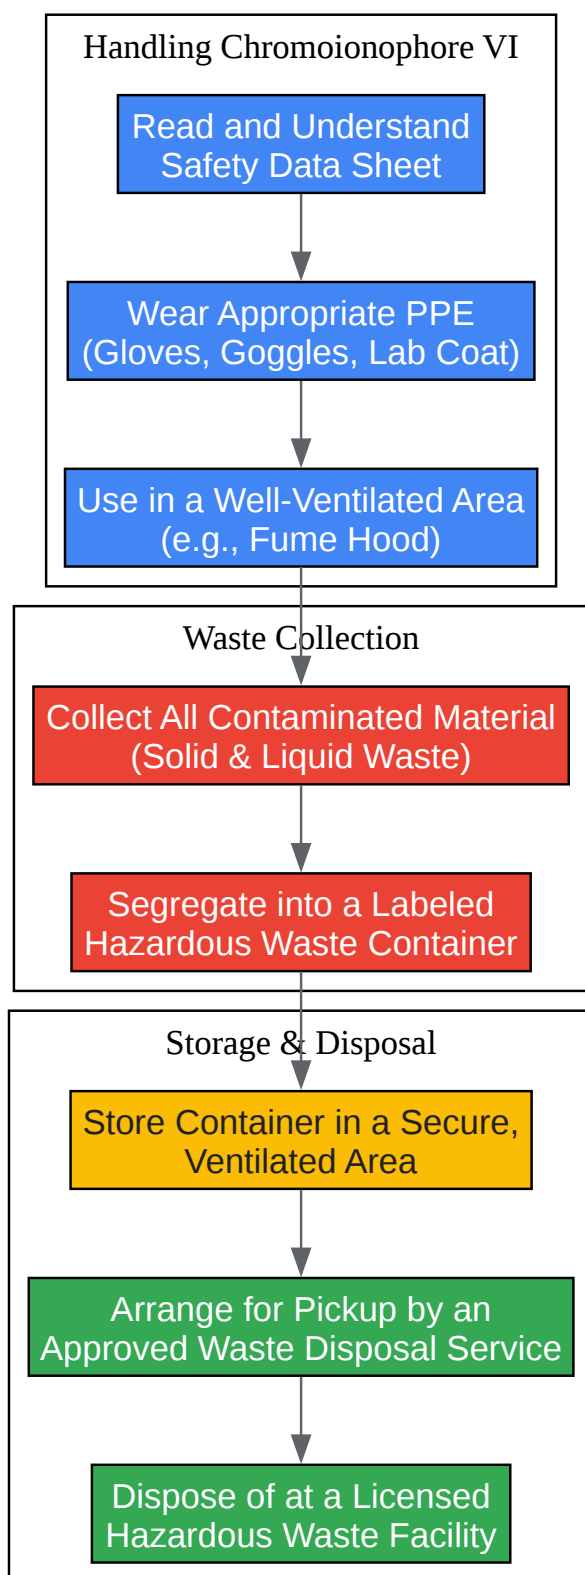 Handling Chromoionophore VI
Read and Understand
Safety Data Sheet
Wear Appropriate PPE
(Gloves, Goggles, Lab Coat)
Use in a Well-Ventilated Area
(e.g., Fume Hood)
Waste Collection
Collect All Contaminated Material
(Solid & Liquid Waste)
Segregate into a Labeled
Hazardous Waste Container
Storage & Disposal
Store Container in a Secure,
Ventilated Area
Arrange for Pickup by an
Approved Waste Disposal Service
Dispose of at a Licensed
Hazardous Waste Facility